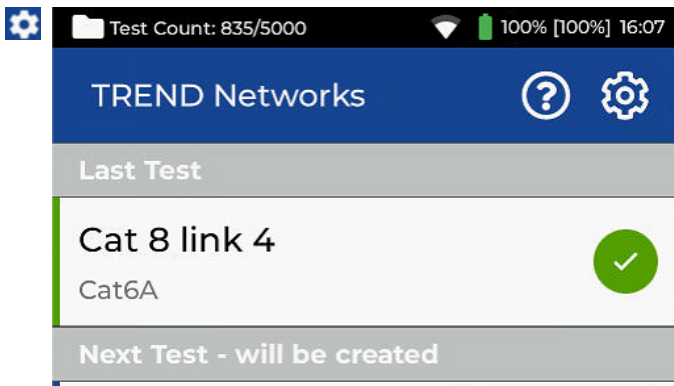 Test Count: 835/5000 100% [100%] 16:07
TREND Networks
Last Test
Cat 8 link 4
Cat6A
Next Test - will be created